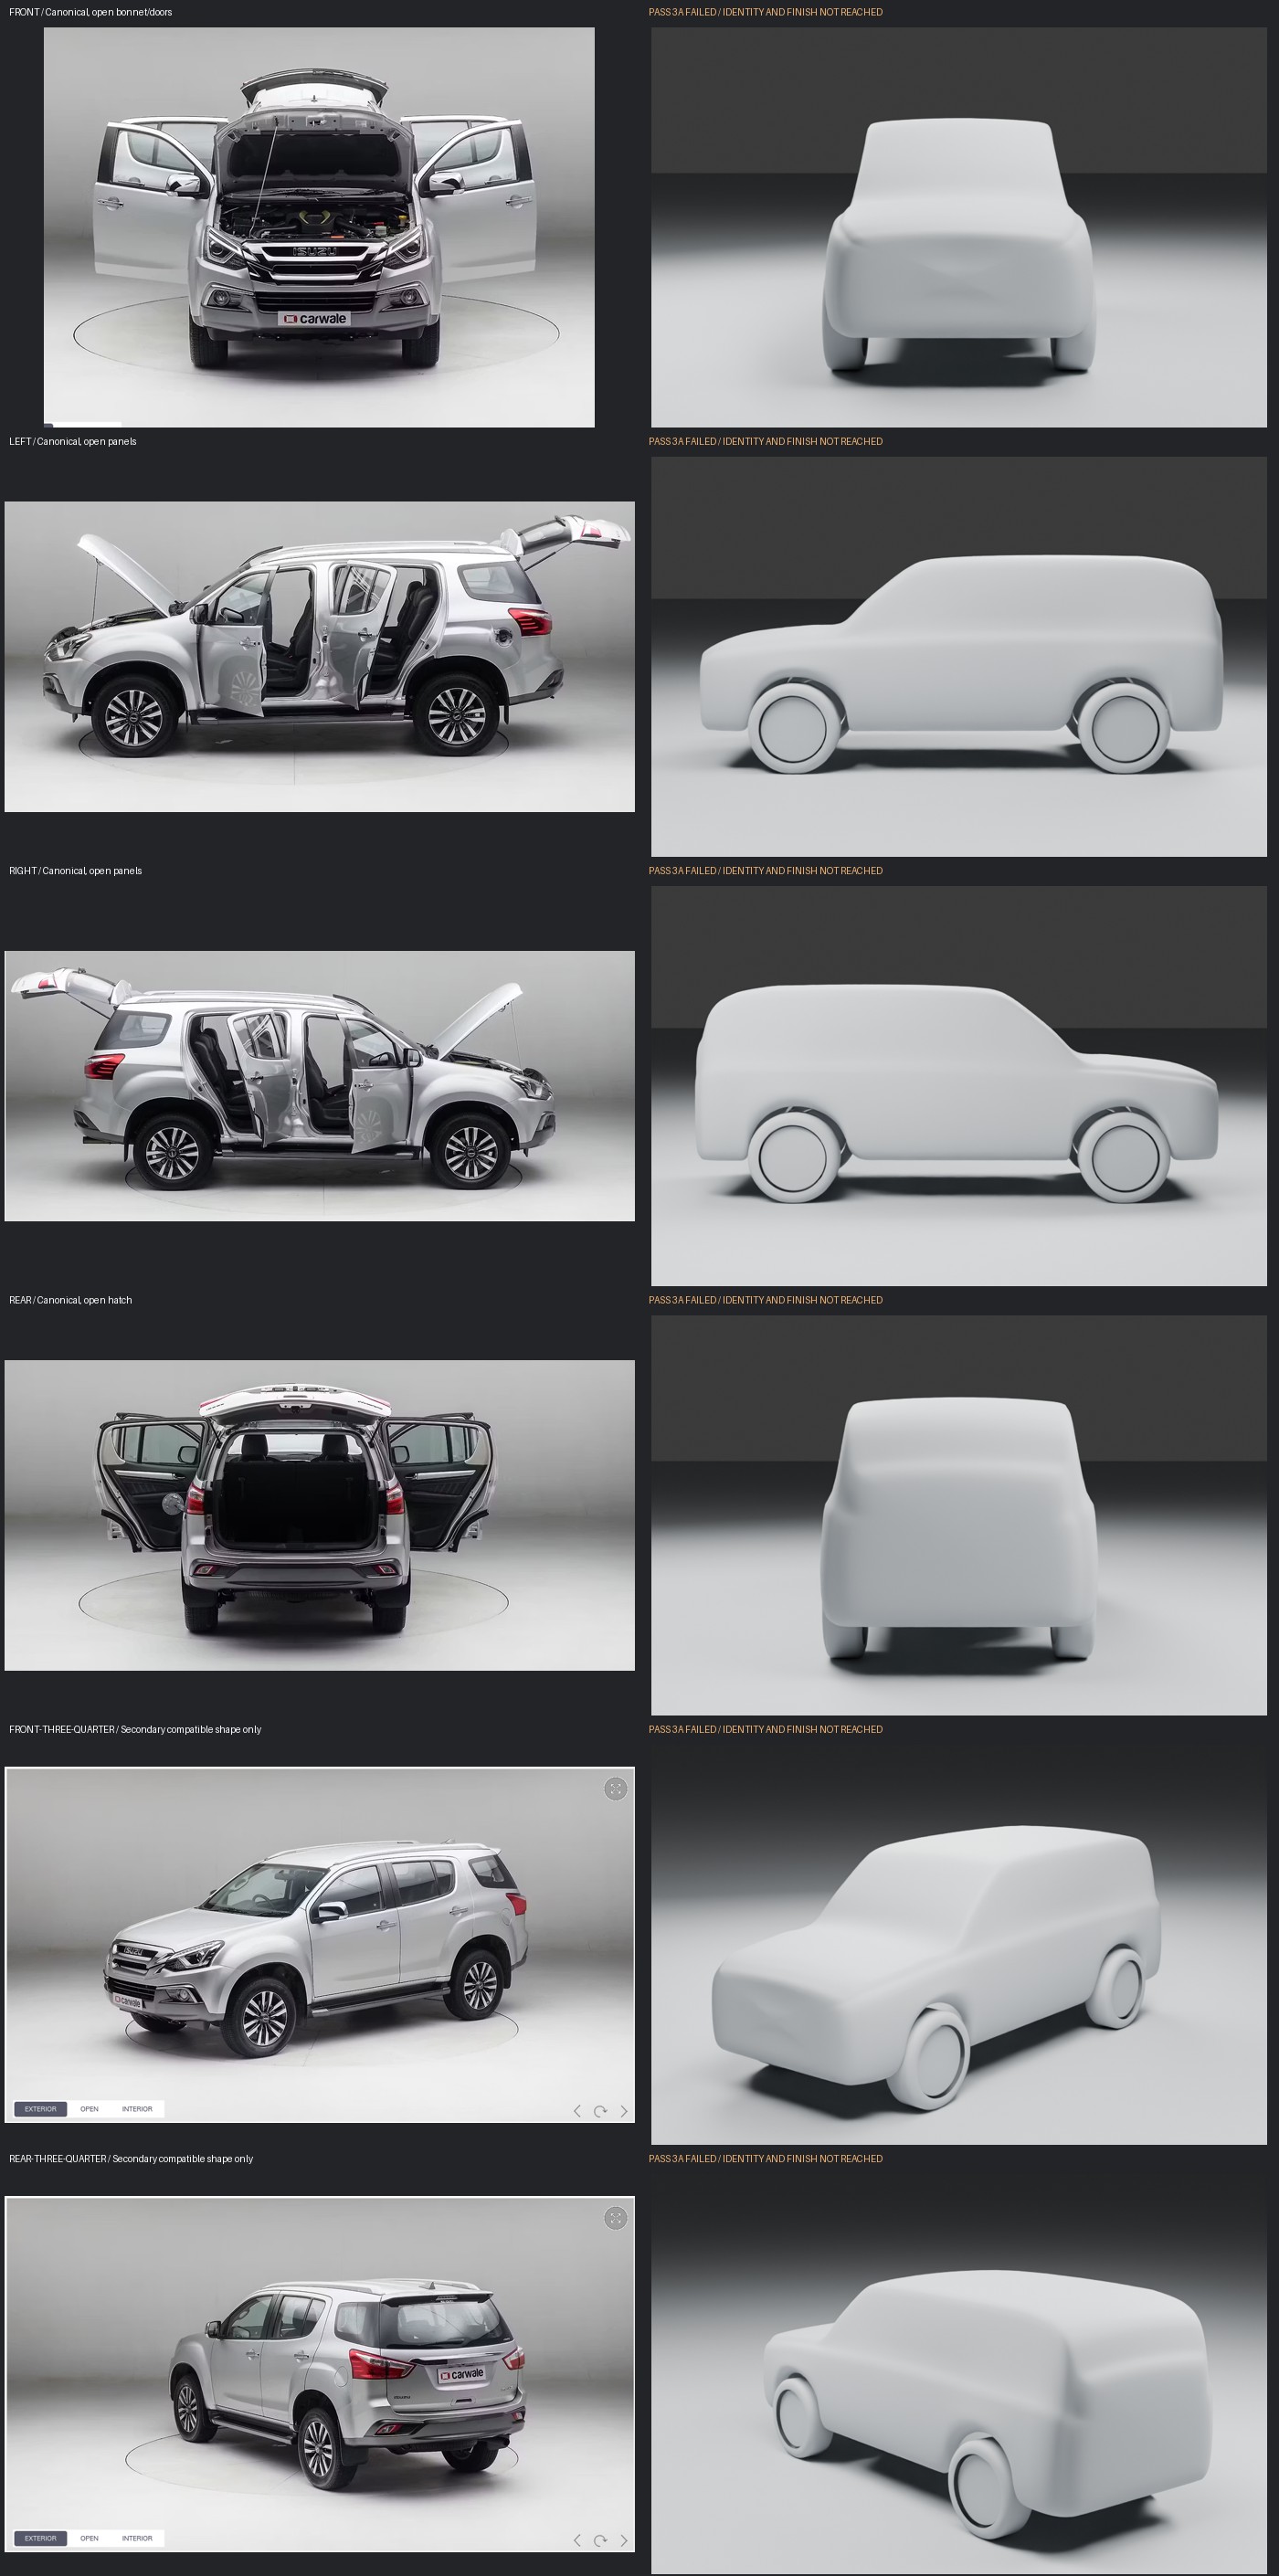 FRONT / Canonical, open bonnet/doors
PASS 3A FAILED / IDENTITY AND FINISH NOT REACHED
ISUZU
carwale
LEFT / Canonical, open panels
PASS 3A FAILED / IDENTITY AND FINISH NOT REACHED
RIGHT / Canonical, open panels
PASS 3A FAILED / IDENTITY AND FINISH NOT REACHED
REAR / Canonical, open hatch
PASS 3A FAILED / IDENTITY AND FINISH NOT REACHED
FRONT-THREE-QUARTER / Secondary compatible shape only
PASS 3A FAILED / IDENTITY AND FINISH NOT REACHED
ISUZU
carwale
EXTERIOR OPEN INTERIOR
REAR-THREE-QUARTER / Secondary compatible shape only
PASS 3A FAILED / IDENTITY AND FINISH NOT REACHED
carwale
EXTERIOR OPEN INTERIOR